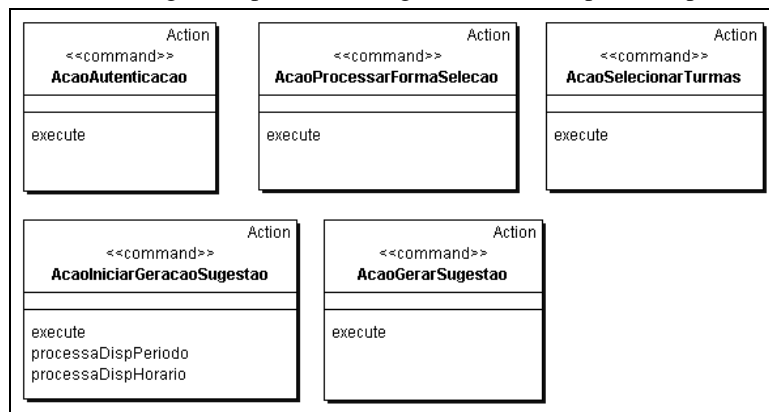 Action
<<command>>
AcaoAutenticacao
execute
Action
<<command>>
AcaoProcessarFormaSelecao
execute
Action
<<command>>
AcaoSelecionarTurmas
execute
Action
<<command>>
AcaoIniciarGeracaoSugestao
execute
processaDispPeriodo
processaDispHorario
Action
<<command>>
AcaoGerarSugestao
execute